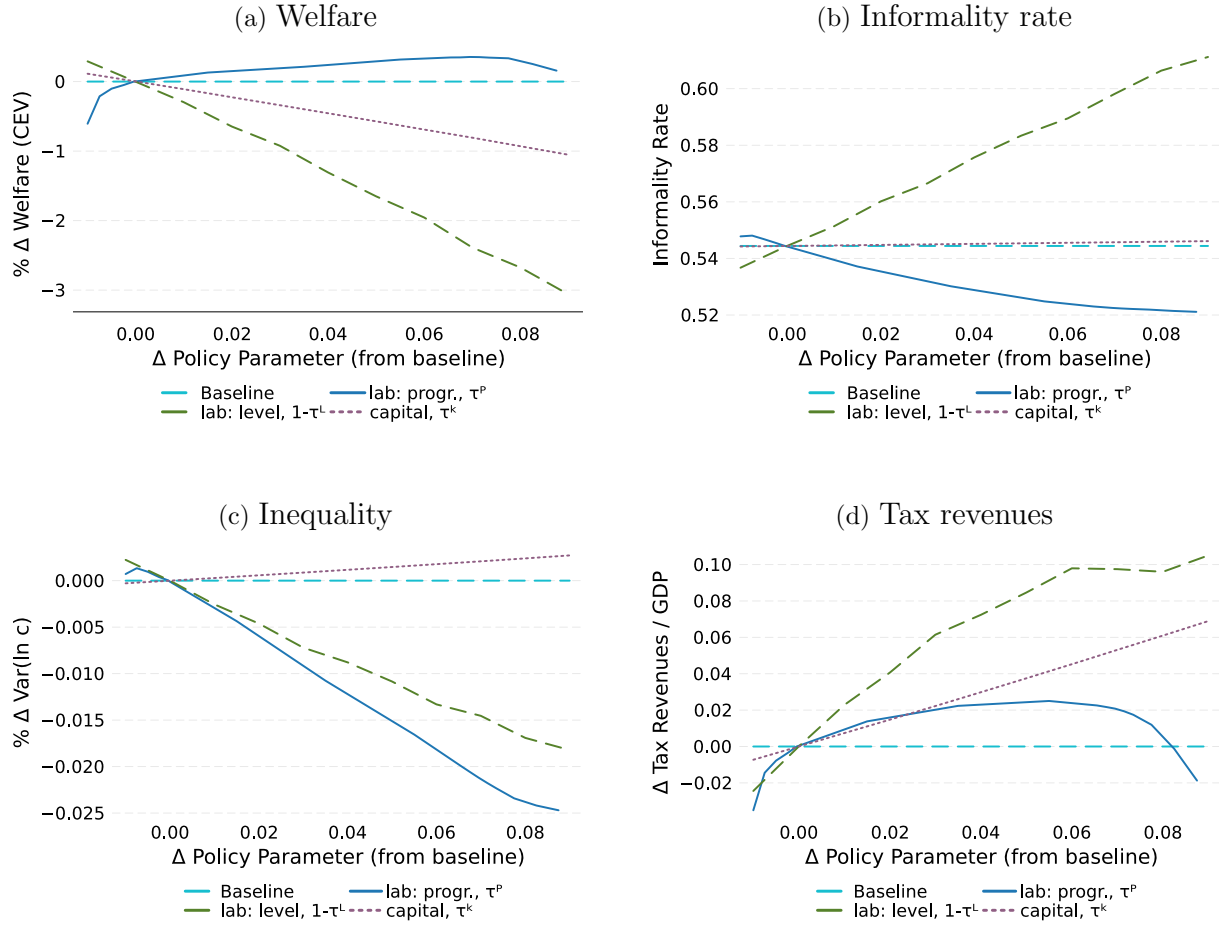 (a) Welfare
% Δ Welfare (CEV)
0
−1
−2
−3
0.00 0.02 0.04 0.06 0.08
Δ Policy Parameter (from baseline)
Baseline lab: progr., τᴾ
lab: level, 1-τᴸ capital, τᵏ
(b) Informality rate
Informality Rate
0.60
0.58
0.56
0.54
0.52
0.00 0.02 0.04 0.06 0.08
Δ Policy Parameter (from baseline)
Baseline lab: progr., τᴾ
lab: level, 1-τᴸ capital, τᵏ
(c) Inequality
% Δ Var(ln c)
0.000
−0.005
−0.010
−0.015
−0.020
−0.025
0.00 0.02 0.04 0.06 0.08
Δ Policy Parameter (from baseline)
Baseline lab: progr., τᴾ
lab: level, 1-τᴸ capital, τᵏ
(d) Tax revenues
Δ Tax Revenues / GDP
0.10
0.08
0.06
0.04
0.02
0.00
−0.02
0.00 0.02 0.04 0.06 0.08
Δ Policy Parameter (from baseline)
Baseline lab: progr., τᴾ
lab: level, 1-τᴸ capital, τᵏ